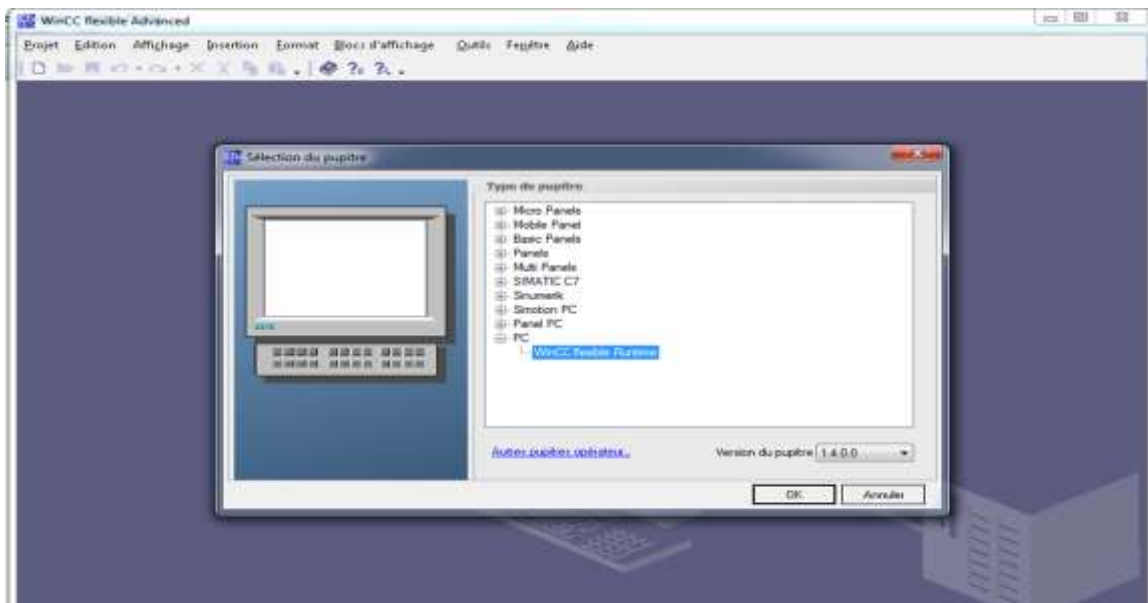 WinCC flexible Advanced
Projet Edition Affichage Insertion Format Blocs d'affichage Outils Fenêtre Aide
Sélection du pupitre
Type de pupitre
Micro Panels
Mobile Panel
Basic Panels
Panels
Multi Panels
SIMATIC C7
Sinumerik
Simotion PC
Panel PC
PC
WinCC flexible Runtime
Autres pupitres opérateur...
Version du pupitre 1.4.0.0
OK Annuler